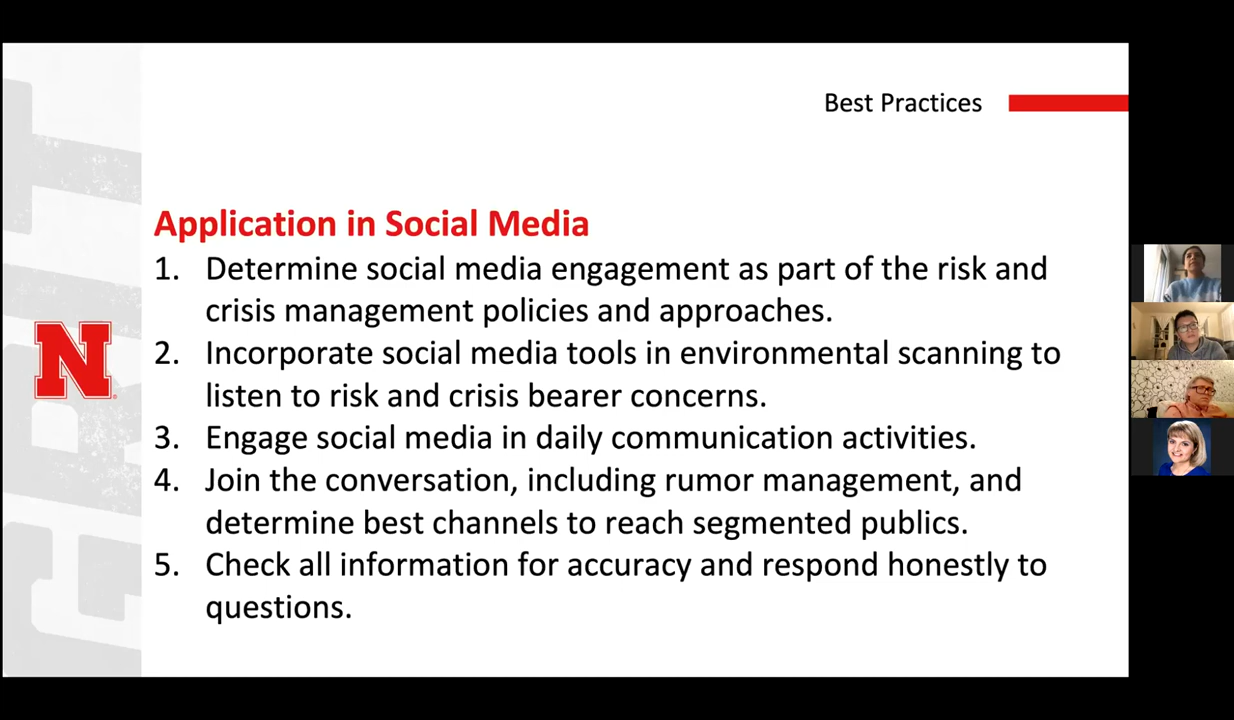 Best Practices
Application in Social Media
1. Determine social media engagement as part of the risk and
crisis management policies and approaches.
2. Incorporate social media tools in environmental scanning to
listen to risk and crisis bearer concerns.
3. Engage social media in daily communication activities.
4. Join the conversation, including rumor management, and
determine best channels to reach segmented publics.
5. Check all information for accuracy and respond honestly to
questions.
N